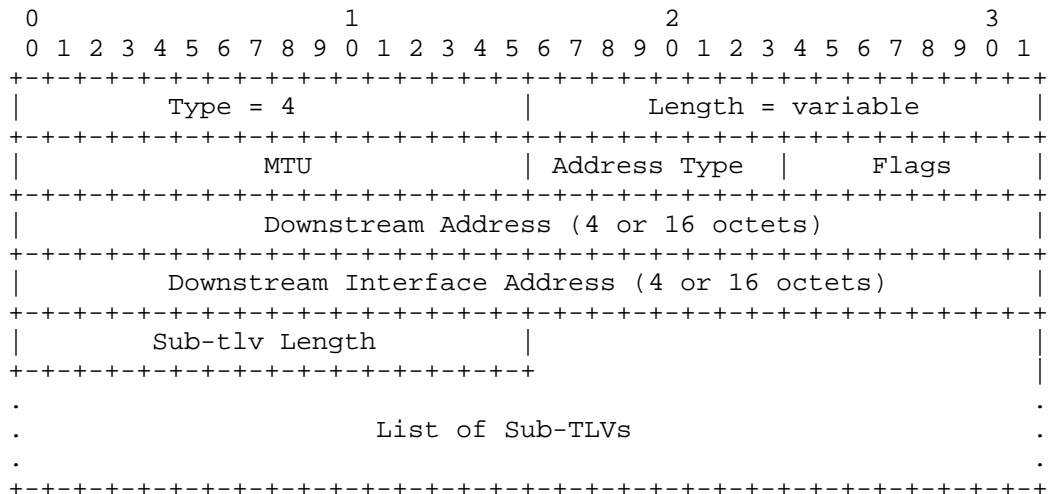 0                   1                   2                   3
 0 1 2 3 4 5 6 7 8 9 0 1 2 3 4 5 6 7 8 9 0 1 2 3 4 5 6 7 8 9 0 1
+-+-+-+-+-+-+-+-+-+-+-+-+-+-+-+-+-+-+-+-+-+-+-+-+-+-+-+-+-+-+-+-+
|         Type = 4              |       Length = variable       |
+-+-+-+-+-+-+-+-+-+-+-+-+-+-+-+-+-+-+-+-+-+-+-+-+-+-+-+-+-+-+-+-+
|               MTU             | Address Type  |     Flags     |
+-+-+-+-+-+-+-+-+-+-+-+-+-+-+-+-+-+-+-+-+-+-+-+-+-+-+-+-+-+-+-+-+
|               Downstream Address (4 or 16 octets)             |
+-+-+-+-+-+-+-+-+-+-+-+-+-+-+-+-+-+-+-+-+-+-+-+-+-+-+-+-+-+-+-+-+
|         Downstream Interface Address (4 or 16 octets)         |
+-+-+-+-+-+-+-+-+-+-+-+-+-+-+-+-+-+-+-+-+-+-+-+-+-+-+-+-+-+-+-+-+
|        Sub-tlv Length         |                               |
+-+-+-+-+-+-+-+-+-+-+-+-+-+-+-+-+                               |
.                                                               .
.                      List of Sub-TLVs                         .
.                                                               .
+-+-+-+-+-+-+-+-+-+-+-+-+-+-+-+-+-+-+-+-+-+-+-+-+-+-+-+-+-+-+-+-+